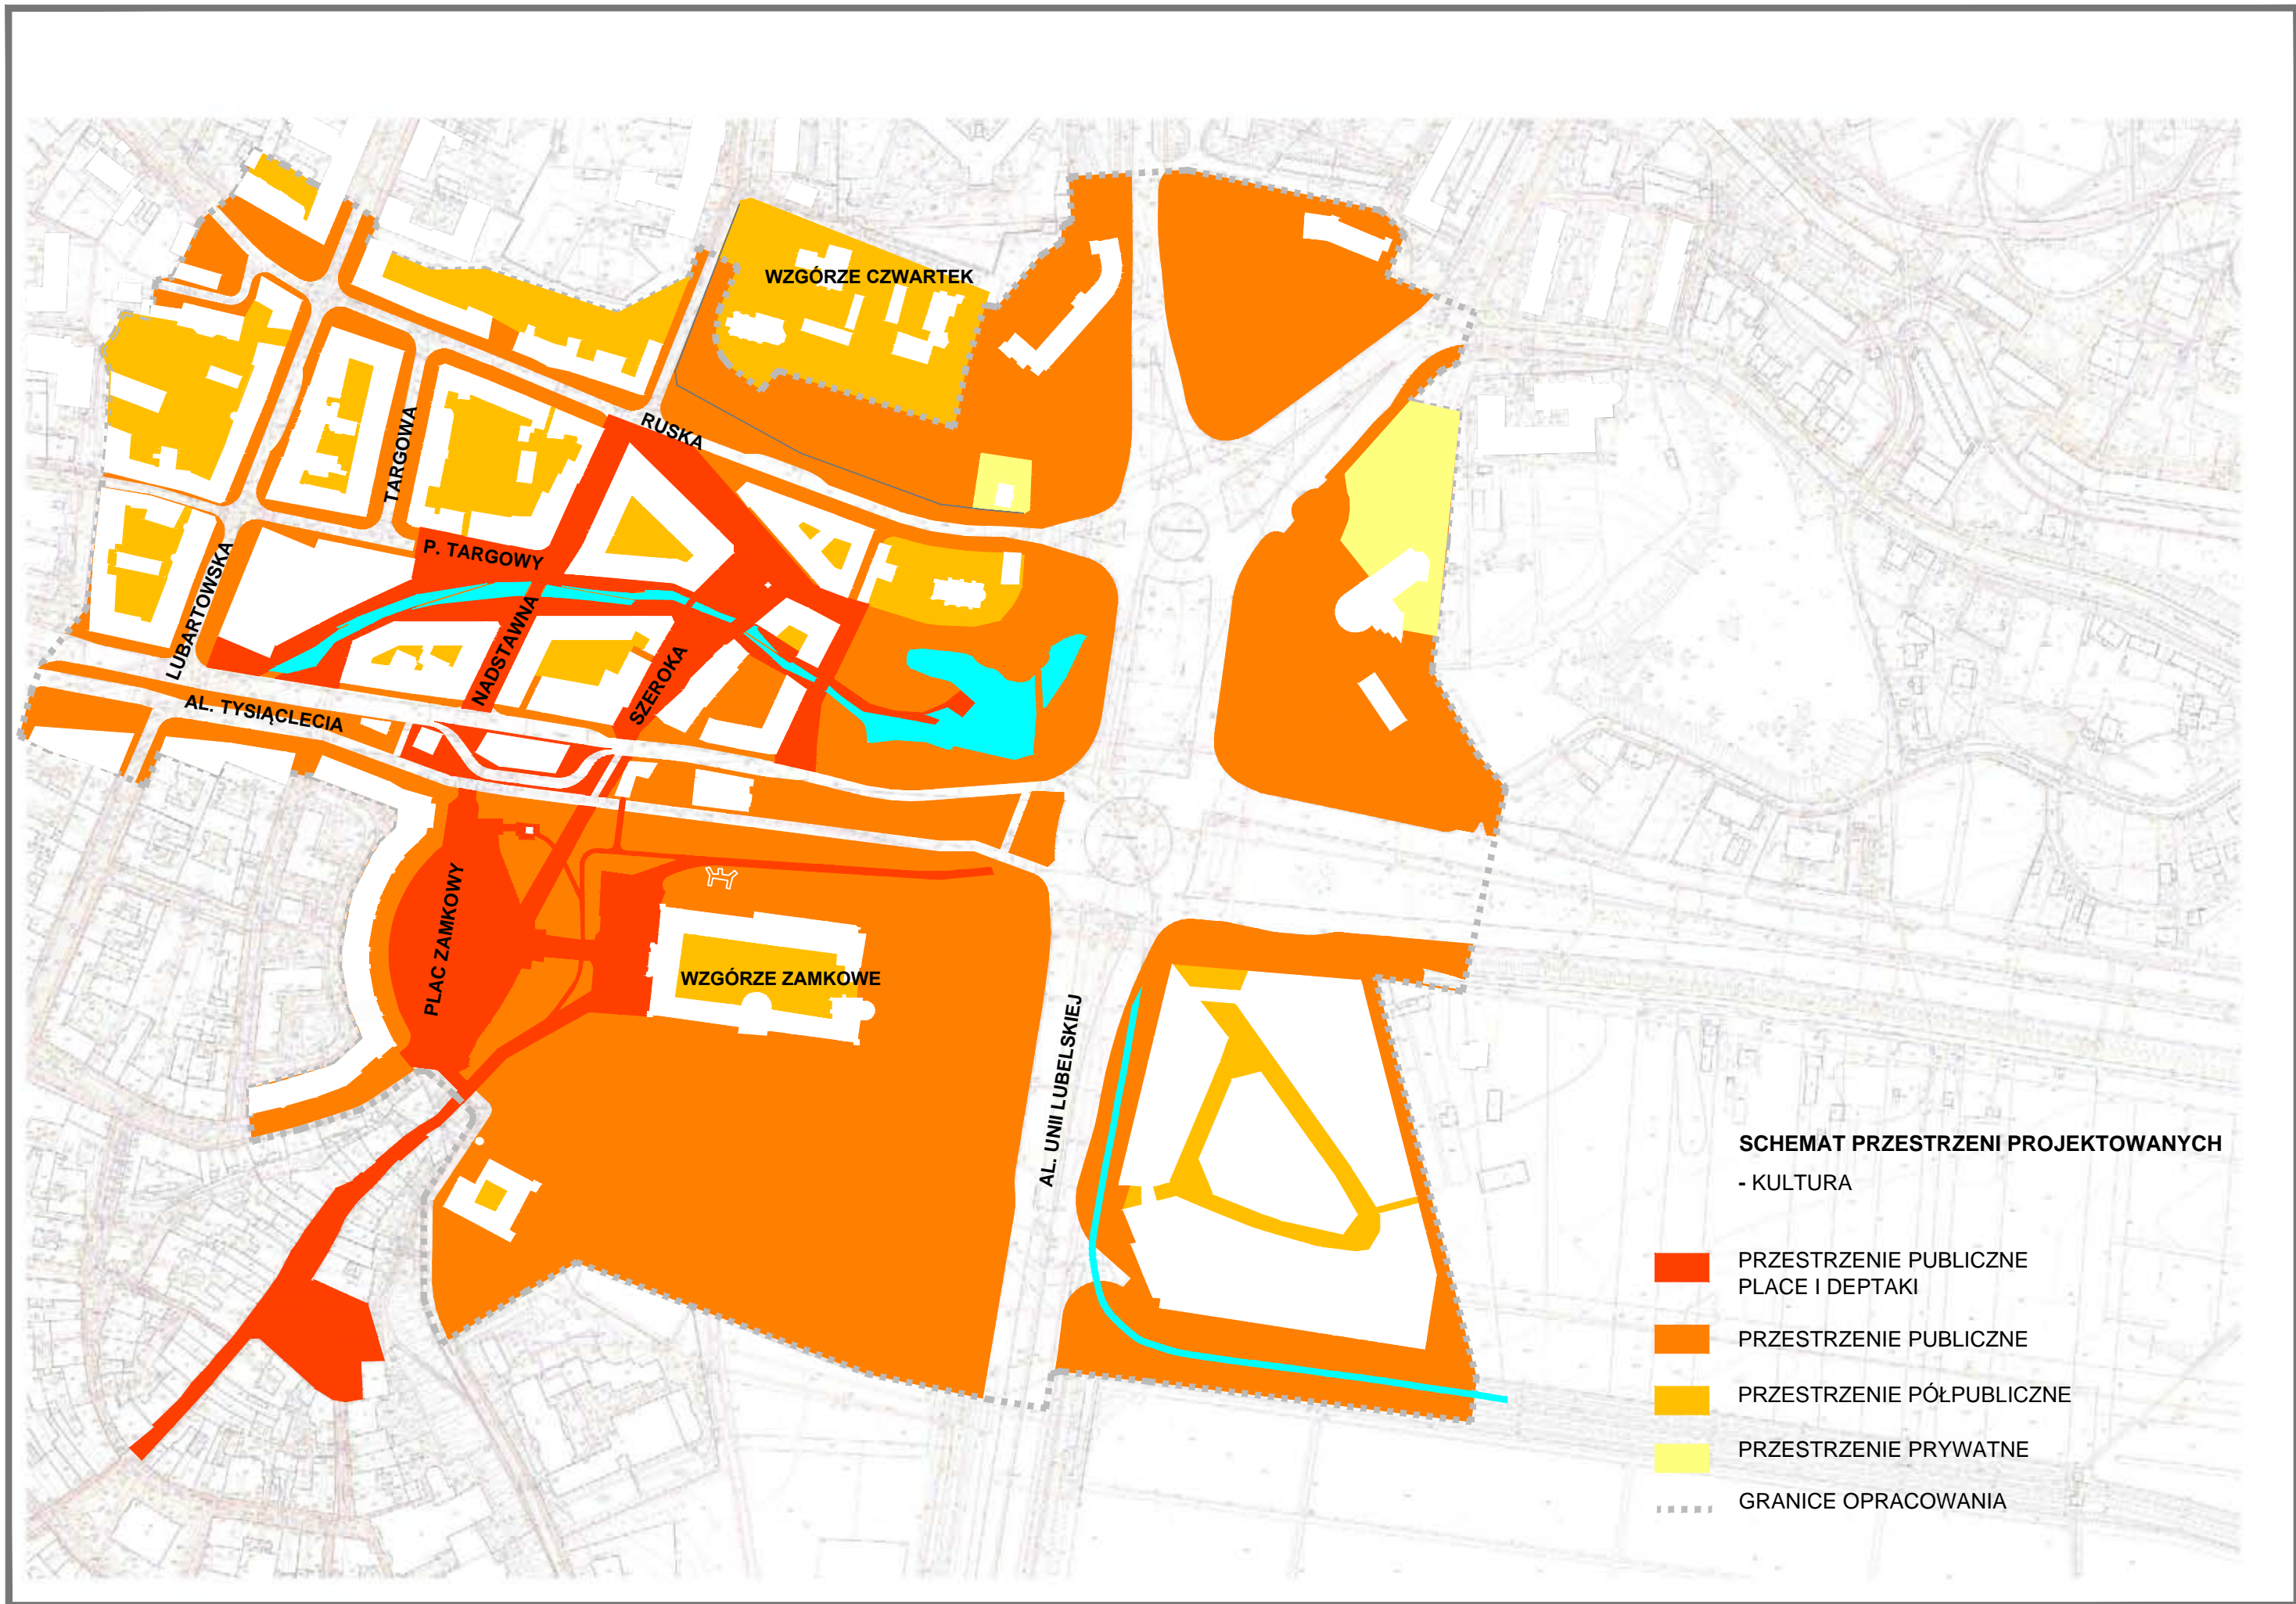 WZGÓRZE CZWARTEK
RUSKA
TARGOWA
P. TARGOWY
LUBARTOWSKA
NADSTAWNA
SZEROKA
AL. TYSIĄCLECIA
PLAC ZAMKOWY
WZGÓRZE ZAMKOWE
AL. UNII LUBELSKIEJ
SCHEMAT PRZESTRZENI PROJEKTOWANYCH
- KULTURA
PRZESTRZENIE PUBLICZNE
PLACE I DEPTAKI
PRZESTRZENIE PUBLICZNE
PRZESTRZENIE PÓŁPUBLICZNE
PRZESTRZENIE PRYWATNE
GRANICE OPRACOWANIA